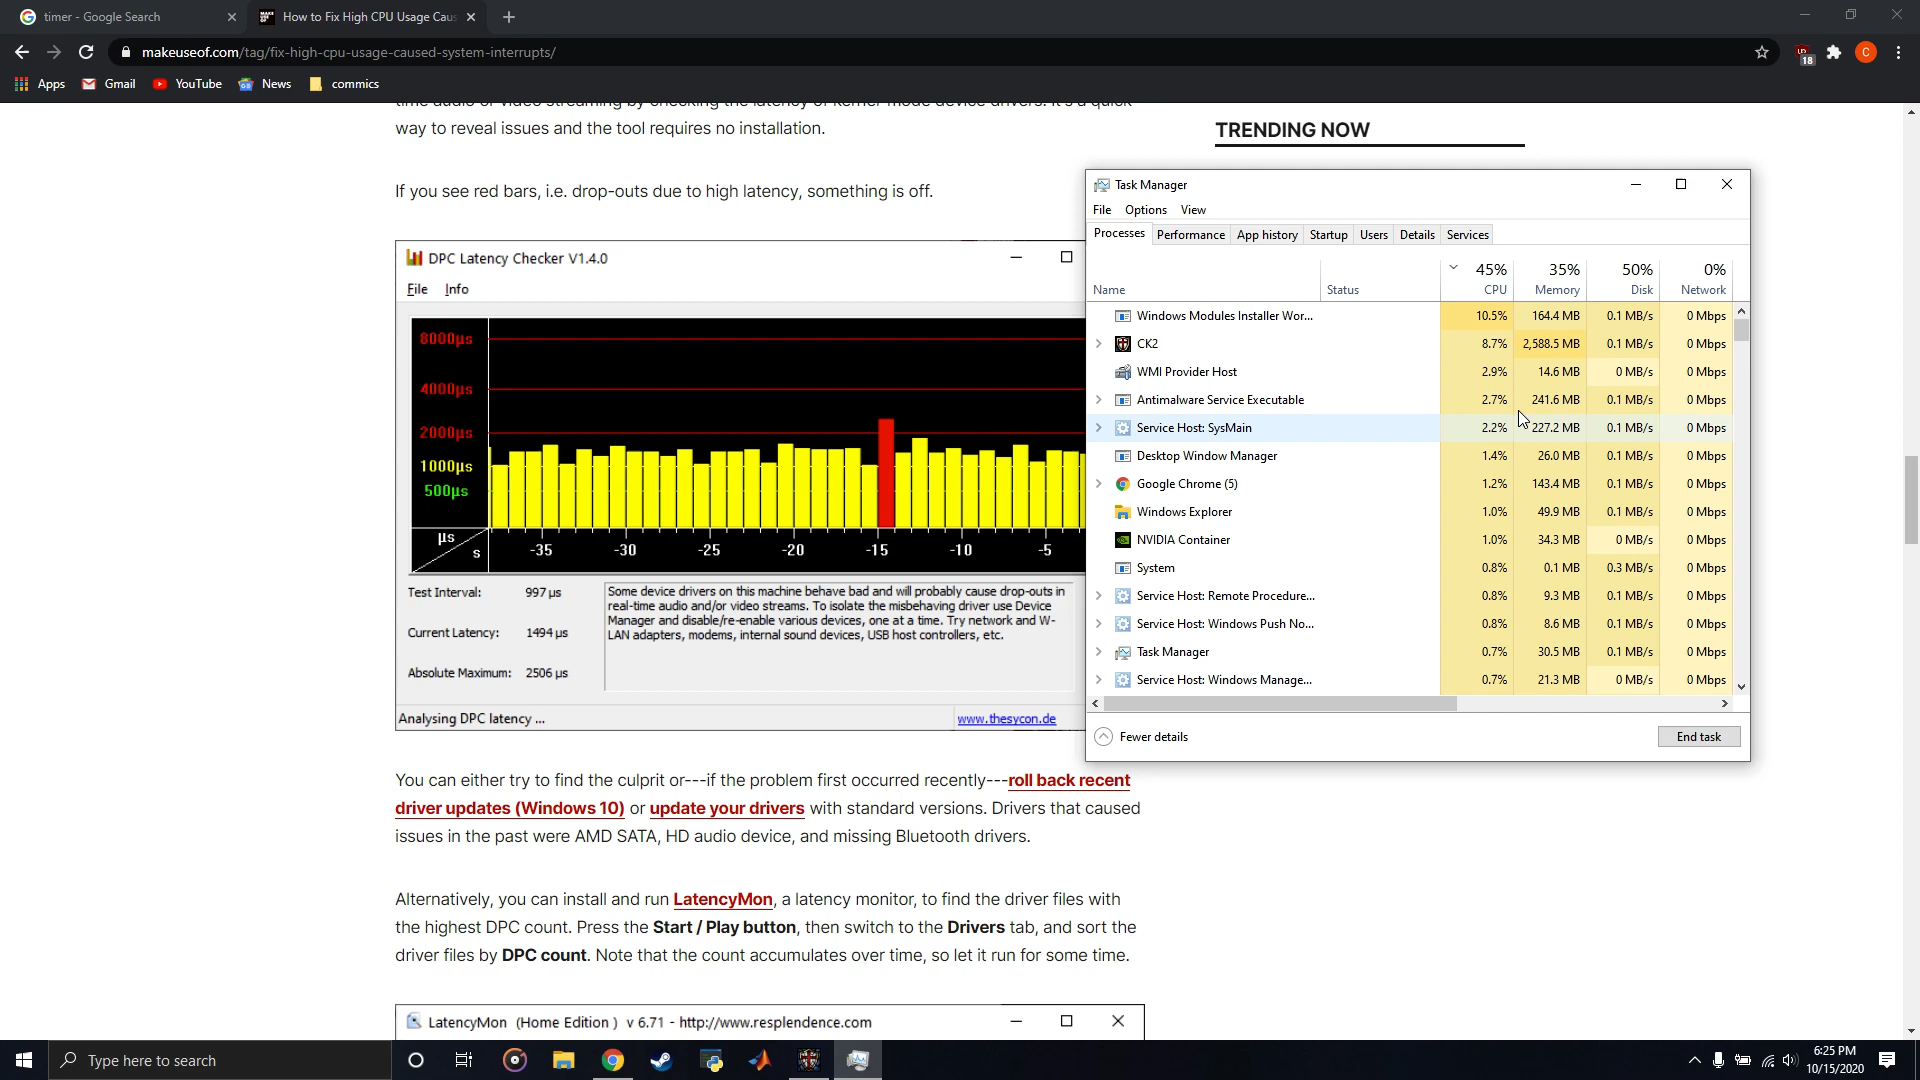 timer - Google Search
How to Fix High CPU Usage Caus
makeuseof.com/tag/fix-high-cpu-usage-caused-system-interrupts/
18
C
Apps
Gmail
YouTube
News
commics
time audio or video streaming by checking the latency of kernel-mode device drivers. It's a quick
way to reveal issues and the tool requires no installation.
If you see red bars, i.e. drop-outs due to high latency, something is off.
TRENDING NOW
DPC Latency Checker V1.4.0
File Info
8000µs
4000µs
2000µs
1000µs
500µs
µs
s
-35 -30 -25 -20 -15 -10 -5
Test Interval: 997 µs
Current Latency: 1494 µs
Absolute Maximum: 2506 µs
Some device drivers on this machine behave bad and will probably cause drop-outs in
real-time audio and/or video streams. To isolate the misbehaving driver use Device
Manager and disable/re-enable various devices, one at a time. Try network and W-
LAN adapters, modems, internal sound devices, USB host controllers, etc.
Analysing DPC latency ...
www.thesycon.de
Task Manager
File Options View
Processes Performance App history Startup Users Details Services
45% 35% 50% 0%
Name Status CPU Memory Disk Network
Windows Modules Installer Wor... 10.5% 164.4 MB 0.1 MB/s 0 Mbps
CK2 8.7% 2,588.5 MB 0.1 MB/s 0 Mbps
WMI Provider Host 2.9% 14.6 MB 0 MB/s 0 Mbps
Antimalware Service Executable 2.7% 241.6 MB 0.1 MB/s 0 Mbps
Service Host: SysMain 2.2% 227.2 MB 0.1 MB/s 0 Mbps
Desktop Window Manager 1.4% 26.0 MB 0.1 MB/s 0 Mbps
Google Chrome (5) 1.2% 143.4 MB 0.1 MB/s 0 Mbps
Windows Explorer 1.0% 49.9 MB 0.1 MB/s 0 Mbps
NVIDIA Container 1.0% 34.3 MB 0 MB/s 0 Mbps
System 0.8% 0.1 MB 0.3 MB/s 0 Mbps
Service Host: Remote Procedure... 0.8% 9.3 MB 0.1 MB/s 0 Mbps
Service Host: Windows Push No... 0.8% 8.6 MB 0.1 MB/s 0 Mbps
Task Manager 0.7% 30.5 MB 0.1 MB/s 0 Mbps
Service Host: Windows Manage... 0.7% 21.3 MB 0 MB/s 0 Mbps
Fewer details
End task
You can either try to find the culprit or---if the problem first occurred recently---roll back recent
driver updates (Windows 10) or update your drivers with standard versions. Drivers that caused
issues in the past were AMD SATA, HD audio device, and missing Bluetooth drivers.
Alternatively, you can install and run LatencyMon, a latency monitor, to find the driver files with
the highest DPC count. Press the Start / Play button, then switch to the Drivers tab, and sort the
driver files by DPC count. Note that the count accumulates over time, so let it run for some time.
LatencyMon (Home Edition ) v 6.71 - http://www.resplendence.com
Type here to search
6:25 PM
10/15/2020